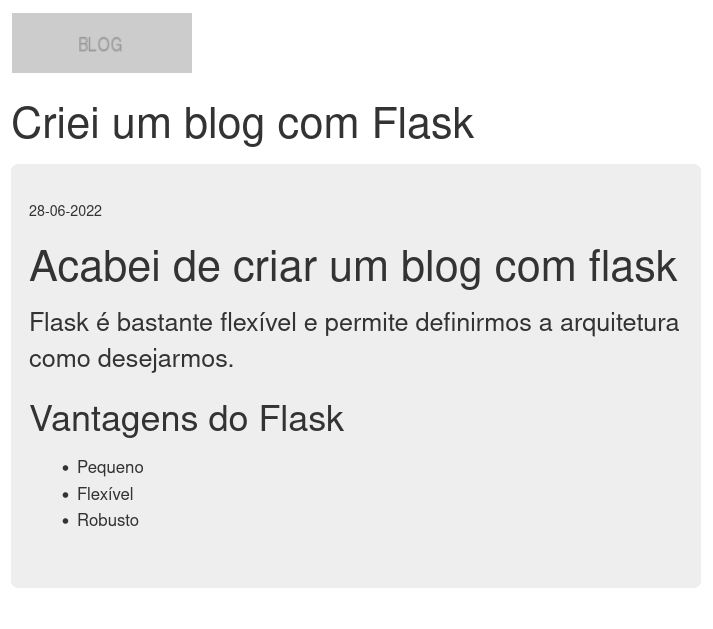 BLOG
Criei um blog com Flask
28-06-2022
Acabei de criar um blog com flask
Flask é bastante flexível e permite definirmos a arquitetura
como desejarmos.
Vantagens do Flask
• Pequeno
• Flexível
• Robusto